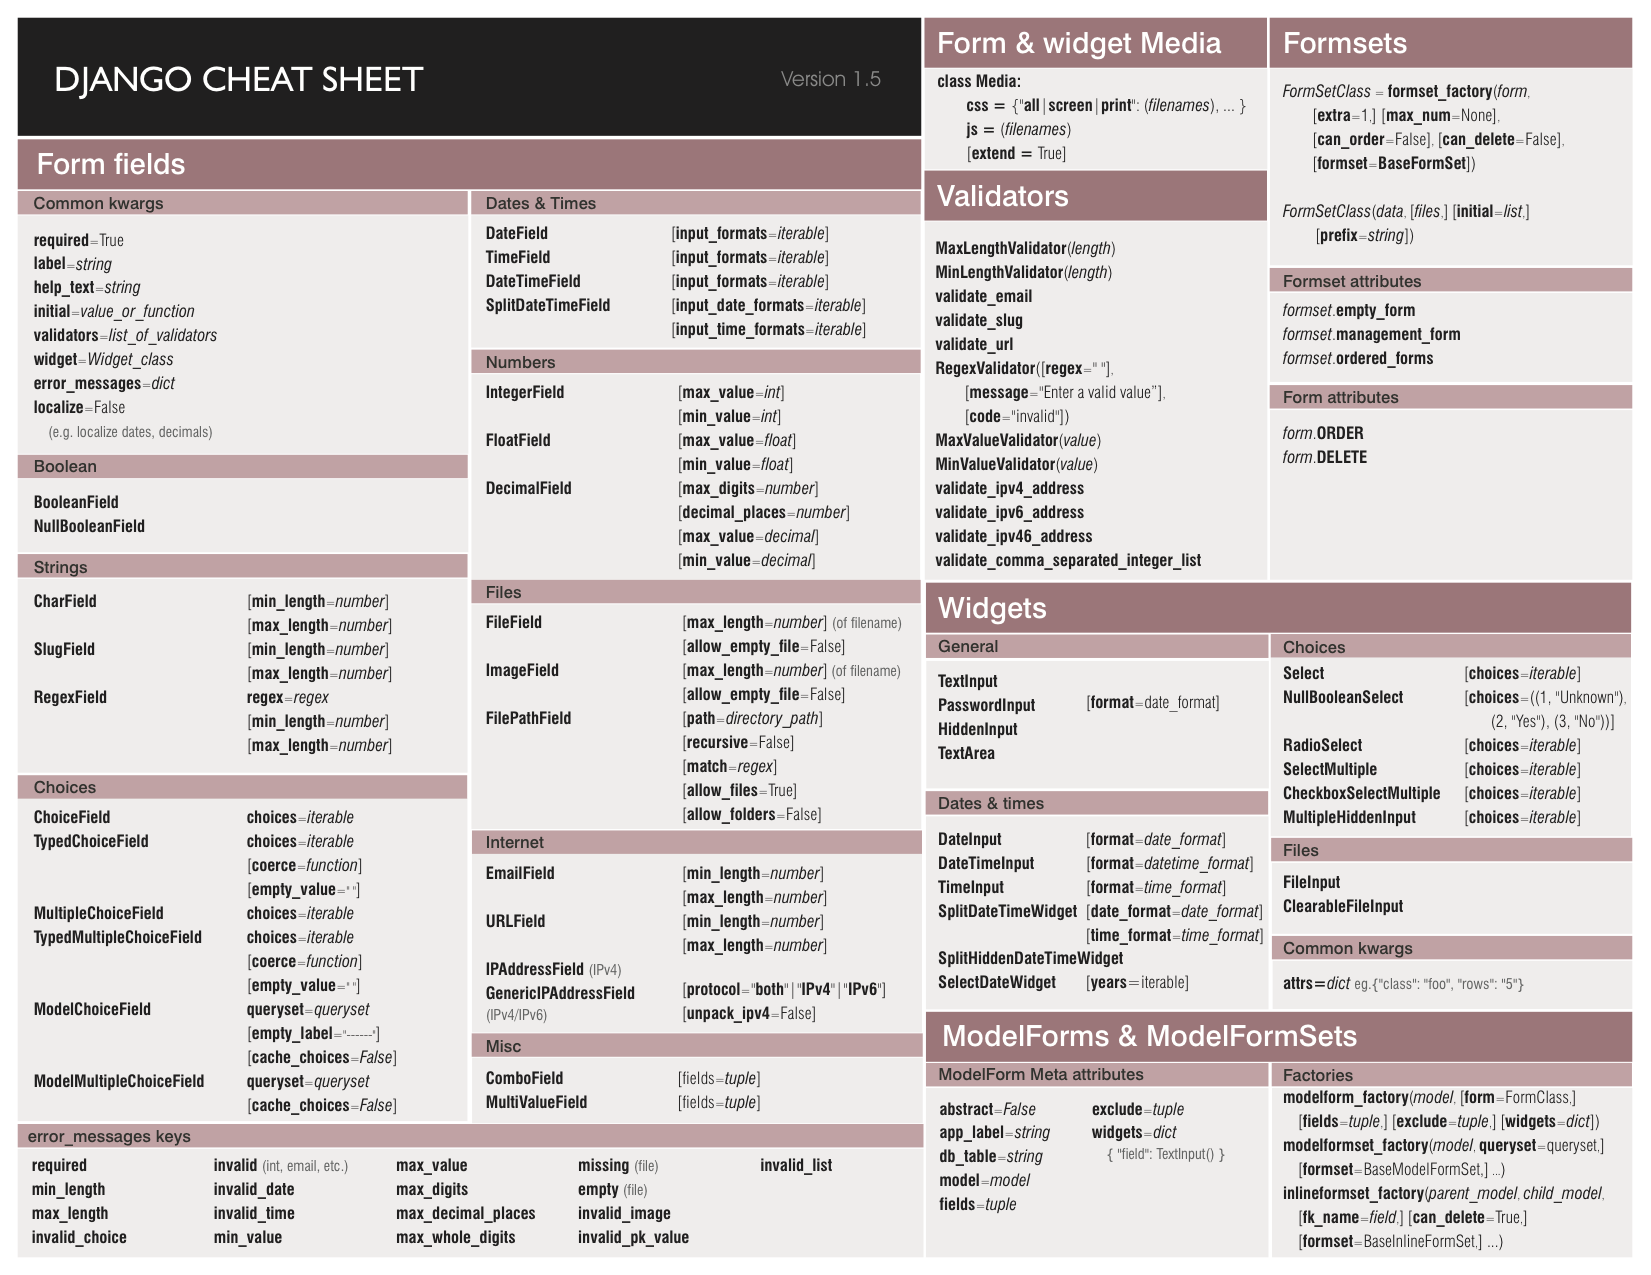 DJANGO CHEAT SHEET
Version 1.5
Form fields
Common kwargs
required=True
label=string
help_text=string
initial=value_or_function
validators=list_of_validators
widget=Widget_class
error_messages=dict
localize=False
(e.g. localize dates, decimals)
Boolean
BooleanField
NullBooleanField
Strings
CharField [min_length=number]
[max_length=number]
SlugField [min_length=number]
[max_length=number]
RegexField regex=regex
[min_length=number]
[max_length=number]
Choices
ChoiceField choices=iterable
TypedChoiceField choices=iterable
[coerce=function]
[empty_value=" "]
MultipleChoiceField choices=iterable
TypedMultipleChoiceField choices=iterable
[coerce=function]
[empty_value=" "]
ModelChoiceField queryset=queryset
[empty_label="------"]
[cache_choices=False]
ModelMultipleChoiceField queryset=queryset
[cache_choices=False]
Dates & Times
DateField [input_formats=iterable]
TimeField [input_formats=iterable]
DateTimeField [input_formats=iterable]
SplitDateTimeField [input_date_formats=iterable]
[input_time_formats=iterable]
Numbers
IntegerField [max_value=int]
[min_value=int]
FloatField [max_value=float]
[min_value=float]
DecimalField [max_digits=number]
[decimal_places=number]
[max_value=decimal]
[min_value=decimal]
Files
FileField [max_length=number] (of filename)
[allow_empty_file=False]
ImageField [max_length=number] (of filename)
[allow_empty_file=False]
FilePathField [path=directory_path]
[recursive=False]
[match=regex]
[allow_files=True]
[allow_folders=False]
Internet
EmailField [min_length=number]
[max_length=number]
URLField [min_length=number]
[max_length=number]
IPAddressField (IPv4)
GenericIPAddressField [protocol="both"|"IPv4"|"IPv6"]
(IPv4/IPv6) [unpack_ipv4=False]
Misc
ComboField [fields=tuple]
MultiValueField [fields=tuple]
error_messages keys
required invalid (int, email, etc.) max_value missing (file) invalid_list
min_length invalid_date max_digits empty (file)
max_length invalid_time max_decimal_places invalid_image
invalid_choice min_value max_whole_digits invalid_pk_value
Form & widget Media
class Media:
css = {"all|screen|print": (filenames), ... }
js = (filenames)
[extend = True]
Validators
MaxLengthValidator(length)
MinLengthValidator(length)
validate_email
validate_slug
validate_url
RegexValidator([regex=" "],
[message="Enter a valid value”],
[code="invalid"])
MaxValueValidator(value)
MinValueValidator(value)
validate_ipv4_address
validate_ipv6_address
validate_ipv46_address
validate_comma_separated_integer_list
Formsets
FormSetClass = formset_factory(form,
[extra=1,] [max_num=None],
[can_order=False], [can_delete=False],
[formset=BaseFormSet])
FormSetClass(data, [files,] [initial=list,]
[prefix=string])
Formset attributes
formset.empty_form
formset.management_form
formset.ordered_forms
Form attributes
form.ORDER
form.DELETE
Widgets
General
TextInput
PasswordInput [format=date_format]
HiddenInput
TextArea
Dates & times
DateInput [format=date_format]
DateTimeInput [format=datetime_format]
TimeInput [format=time_format]
SplitDateTimeWidget [date_format=date_format]
[time_format=time_format]
SplitHiddenDateTimeWidget
SelectDateWidget [years=iterable]
Choices
Select [choices=iterable]
NullBooleanSelect [choices=((1, "Unknown"),
(2, "Yes"), (3, "No"))]
RadioSelect [choices=iterable]
SelectMultiple [choices=iterable]
CheckboxSelectMultiple [choices=iterable]
MultipleHiddenInput [choices=iterable]
Files
FileInput
ClearableFileInput
Common kwargs
attrs=dict eg.{"class": "foo", "rows": "5"}
ModelForms & ModelFormSets
ModelForm Meta attributes
abstract=False exclude=tuple
app_label=string widgets=dict
db_table=string { "field": TextInput() }
model=model
fields=tuple
Factories
modelform_factory(model, [form=FormClass,]
[fields=tuple,] [exclude=tuple,] [widgets=dict])
modelformset_factory(model, queryset=queryset,]
[formset=BaseModelFormSet,] ...)
inlineformset_factory(parent_model, child_model,
[fk_name=field,] [can_delete=True,]
[formset=BaseInlineFormSet,] ...)